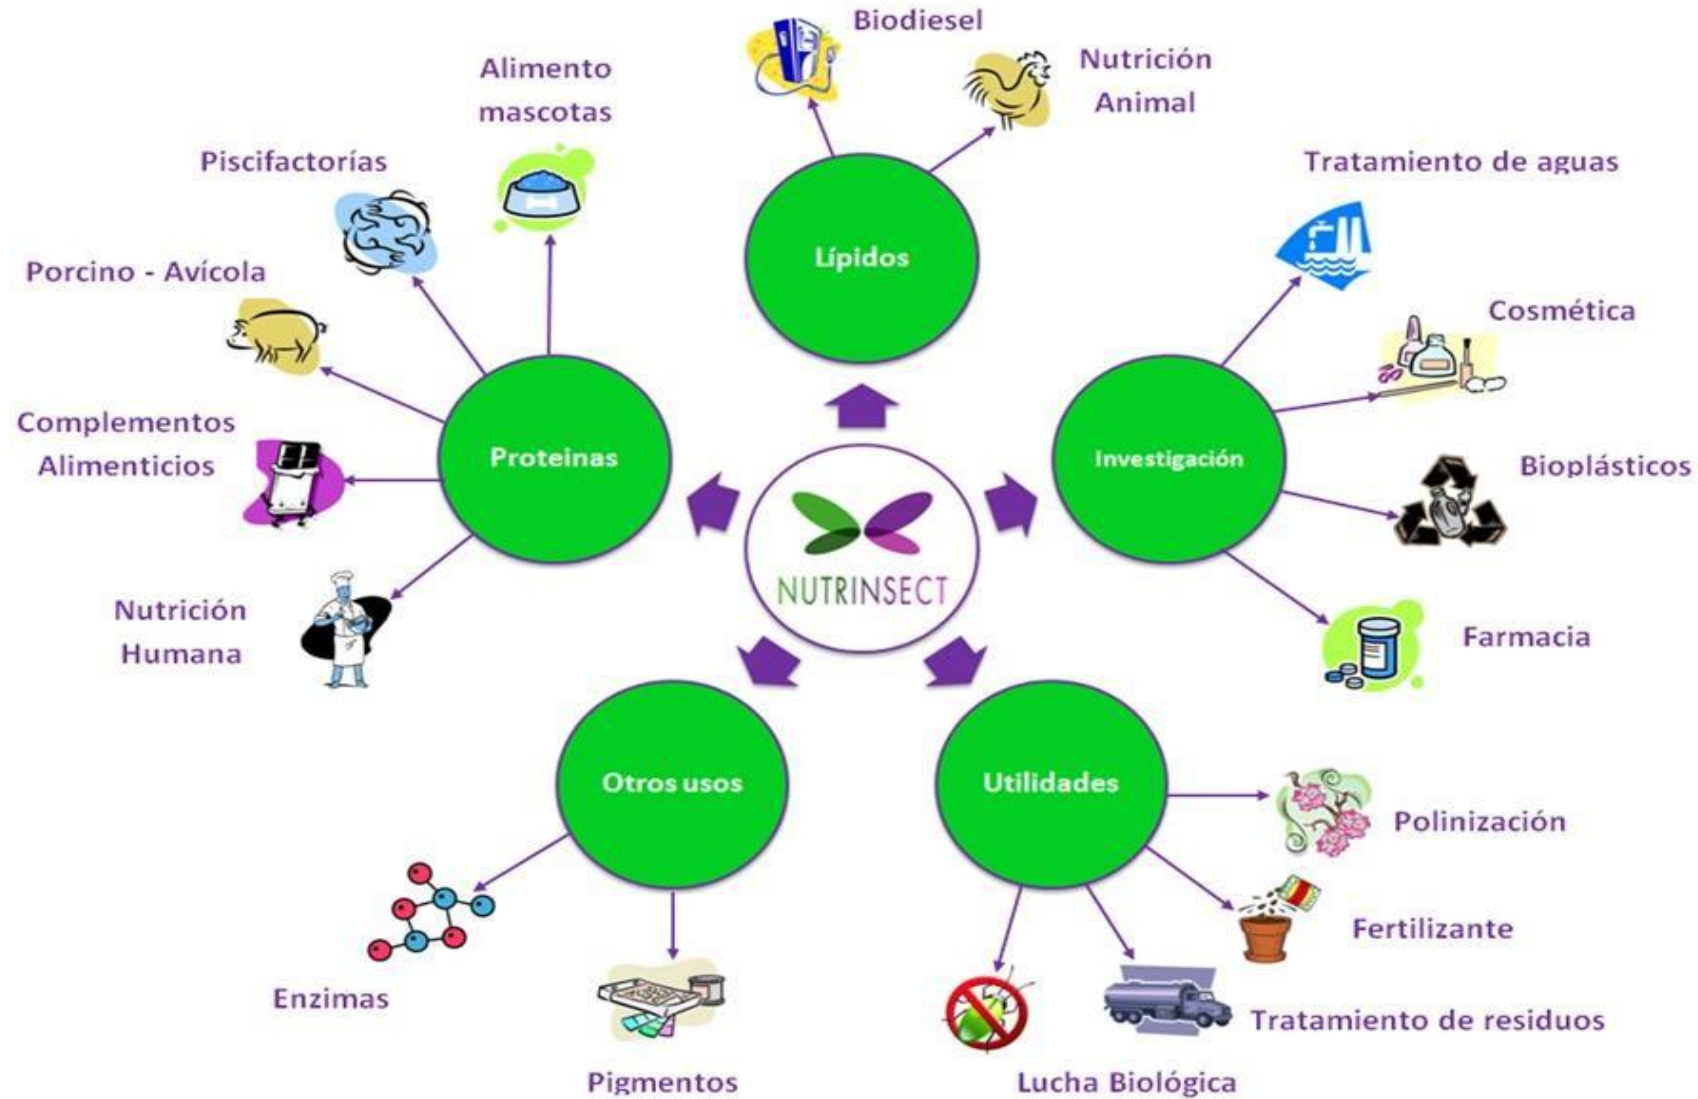 Biodiesel
Nutrición
Animal
Alimento
mascotas
Piscifactorías
Porcino - Avícola
Complementos
Alimenticios
Nutrición
Humana
Proteinas
Lípidos
Tratamiento de aguas
Cosmética
Bioplásticos
Farmacia
Investigación
NUTRINSECT
Otros usos
Enzimas
Pigmentos
Utilidades
Polinización
Fertilizante
Tratamiento de residuos
Lucha Biológica